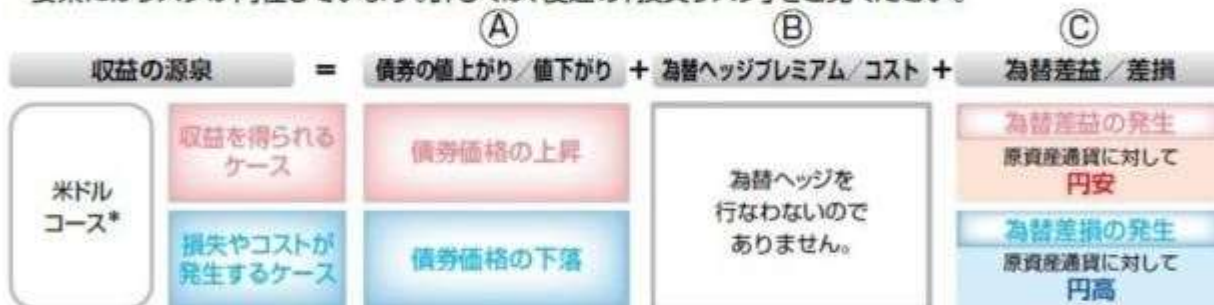 Ⓐ Ⓑ Ⓒ
収益の源泉 = 債券の値上がり/値下がり + 為替ヘッジプレミアム/コスト + 為替差益/差損
米ドル
コース*
収益を得られる
ケース
債券価格の上昇
為替ヘッジを
行なわないので
ありません。
為替差益の発生
原資産通貨に対して
円安
損失やコストが
発生するケース
債券価格の下落
為替差損の発生
原資産通貨に対して
円高